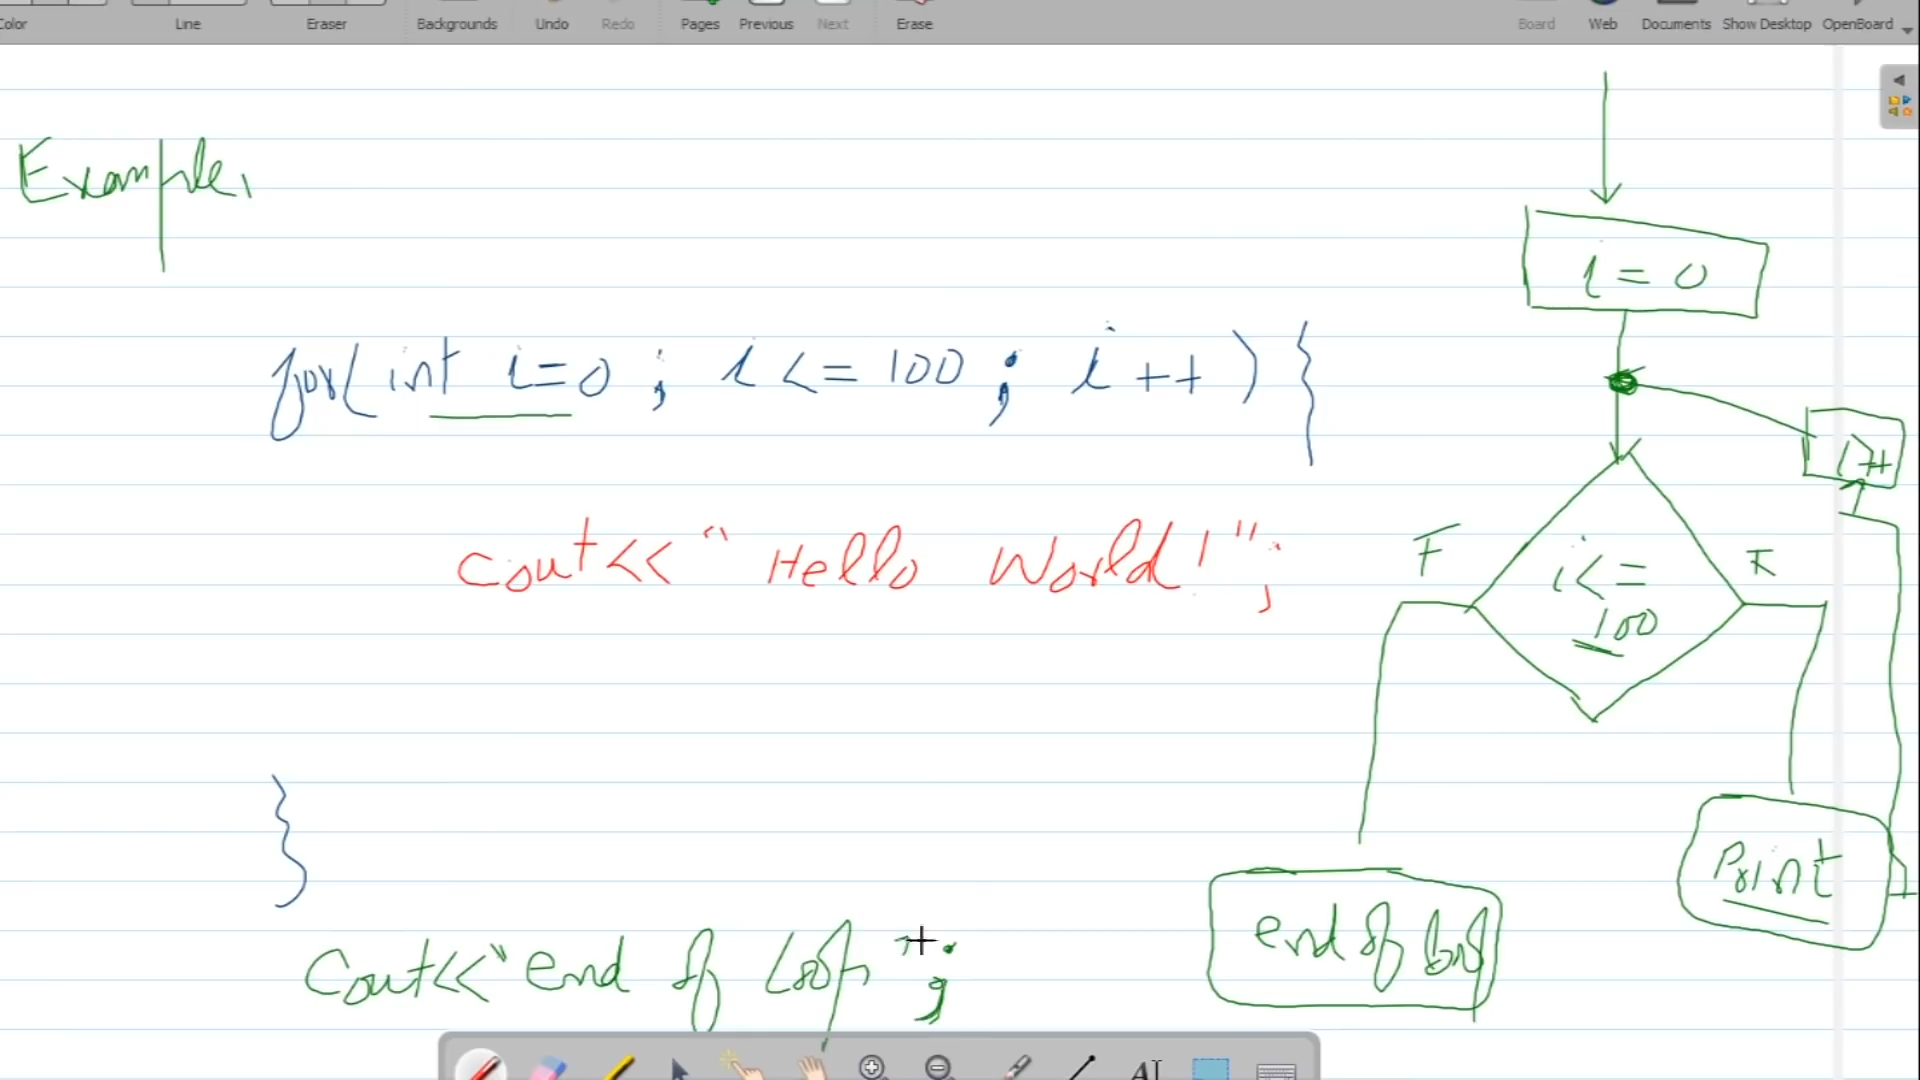 Color Line Eraser Backgrounds Undo Redo Pages Previous Next Erase Board Web Documents Show Desktop OpenBoard
Example,
for(int i=0 ; i <= 100 ; i ++ ) {
Cout<< " Hello World! " ;
}
Cout<< "end of Loop " ;
i = 0
i++
i<=
100
F
T
Print
end of loop